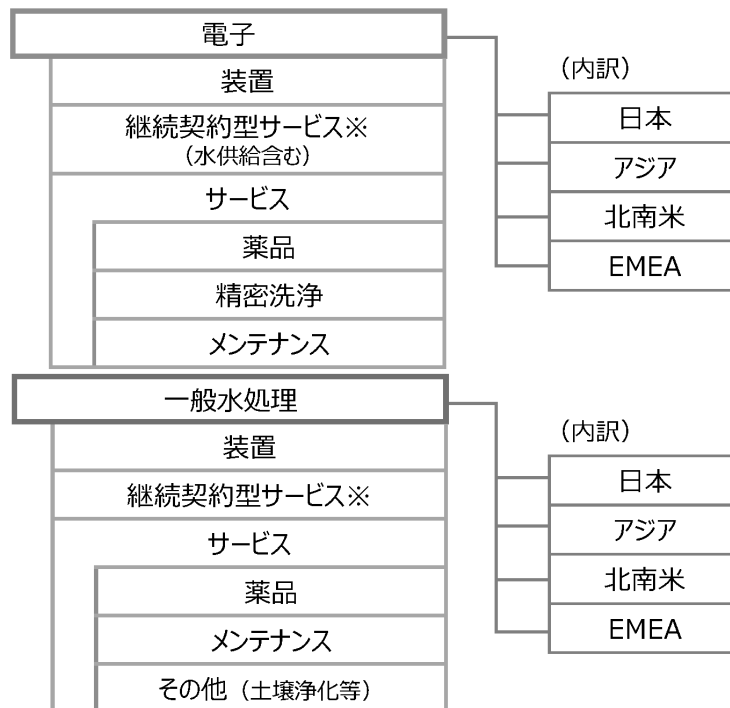 電子
装置
継続契約型サービス※
（水供給含む）
サービス
薬品
精密洗浄
メンテナンス
（内訳）
日本
アジア
北南米
EMEA
一般水処理
装置
継続契約型サービス※
サービス
薬品
メンテナンス
その他（土壌浄化等）
（内訳）
日本
アジア
北南米
EMEA